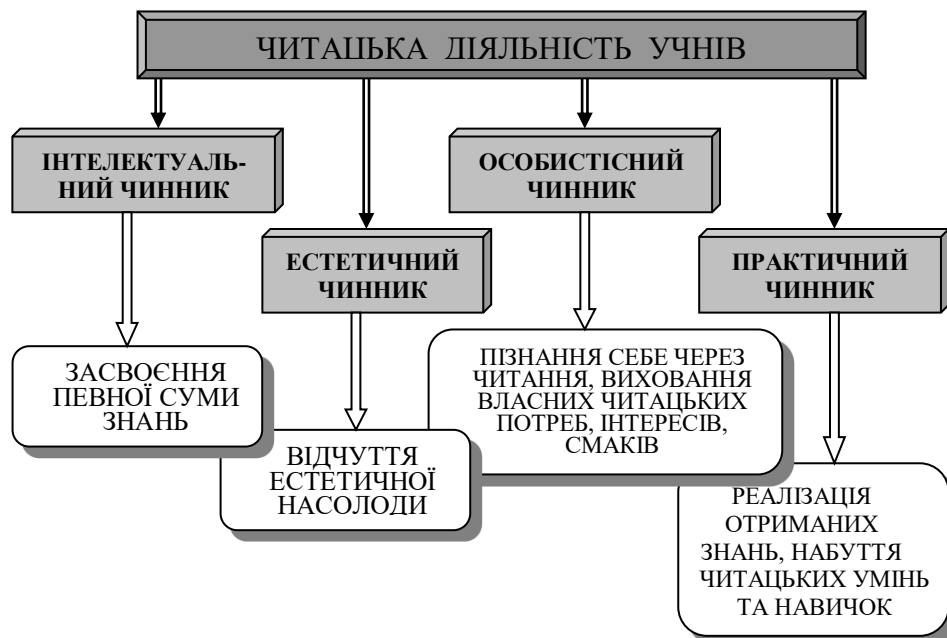 ЧИТАЦЬКА ДІЯЛЬНІСТЬ УЧНІВ
ІНТЕЛЕКТУАЛЬ-
НИЙ ЧИННИК
ОСОБИСТІСНИЙ
ЧИННИК
ЕСТЕТИЧНИЙ
ЧИННИК
ПРАКТИЧНИЙ
ЧИННИК
ЗАСВОЄННЯ
ПЕВНОЇ СУМИ
ЗНАНЬ
ПІЗНАННЯ СЕБЕ ЧЕРЕЗ
ЧИТАННЯ, ВИХОВАННЯ
ВЛАСНИХ ЧИТАЦЬКИХ
ПОТРЕБ, ІНТЕРЕСІВ,
СМАКІВ
ВІДЧУТТЯ
ЕСТЕТИЧНОЇ
НАСОЛОДИ
РЕАЛІЗАЦІЯ
ОТРИМАНИХ
ЗНАНЬ, НАБУТТЯ
ЧИТАЦЬКИХ УМІНЬ
ТА НАВИЧОК